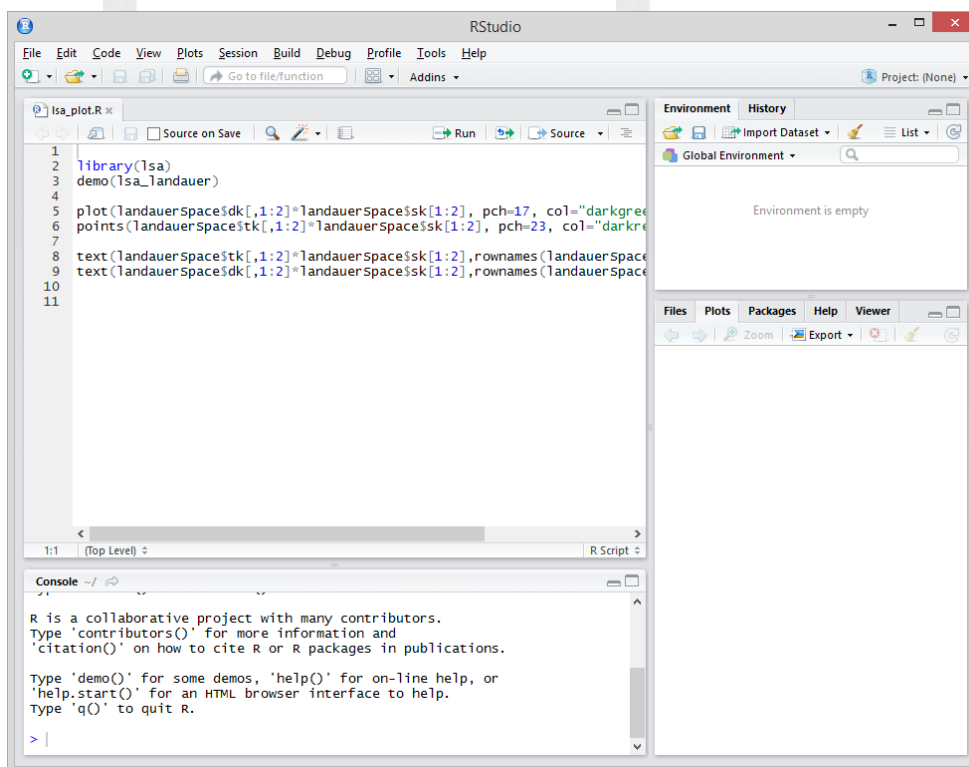 RStudio
File Edit Code View Plots Session Build Debug Profile Tools Help
Go to file/function Addins Project: (None)
lsa_plot.R
Source on Save Run Source
1
2 library(lsa)
3 demo(lsa_landauer)
4
5 plot(landauerSpace$dk[,1:2]*landauerSpace$sk[1:2], pch=17, col="darkgree
6 points(landauerSpace$tk[,1:2]*landauerSpace$sk[1:2], pch=23, col="darkre
7
8 text(landauerSpace$tk[,1:2]*landauerSpace$sk[1:2],rownames(landauerSpace
9 text(landauerSpace$dk[,1:2]*landauerSpace$sk[1:2],rownames(landauerSpace
10
11
1:1 (Top Level) R Script
Console ~/
R is a collaborative project with many contributors.
Type 'contributors()' for more information and
'citation()' on how to cite R or R packages in publications.
Type 'demo()' for some demos, 'help()' for on-line help, or
'help.start()' for an HTML browser interface to help.
Type 'q()' to quit R.
>
Environment History
Import Dataset List
Global Environment
Environment is empty
Files Plots Packages Help Viewer
Zoom Export